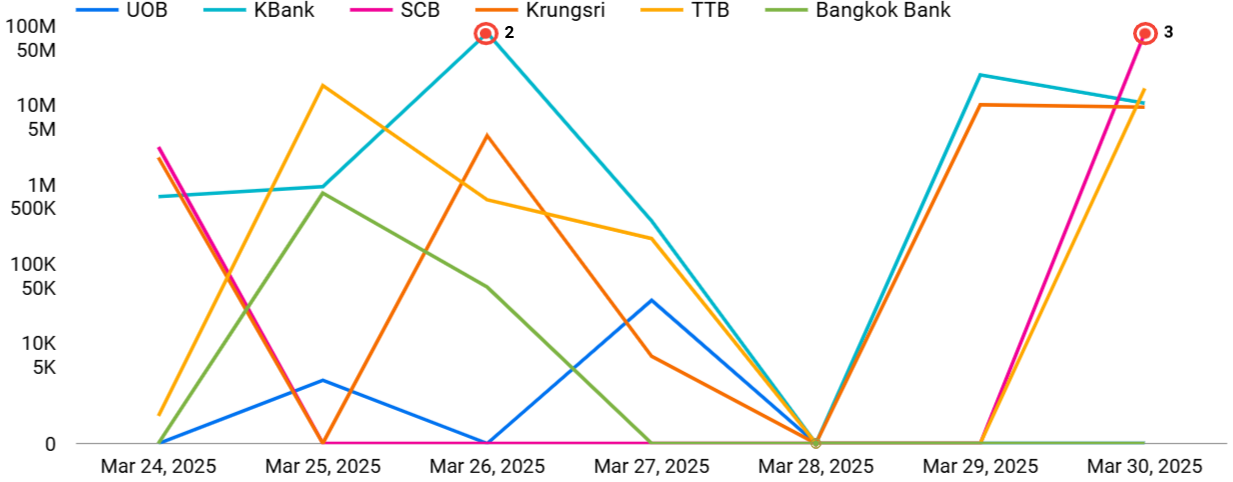 UOB KBank SCB Krungsri TTB Bangkok Bank
100M
50M
10M
5M
1M
500K
100K
50K
10K
5K
0
2
3
Mar 24, 2025 Mar 25, 2025 Mar 26, 2025 Mar 27, 2025 Mar 28, 2025 Mar 29, 2025 Mar 30, 2025